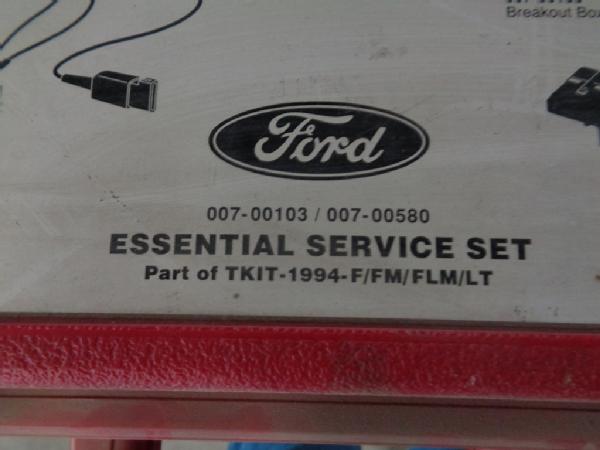 Breakout Box
Ford
007-00103 / 007-00580
ESSENTIAL SERVICE SET
Part of TKIT-1994-F/FM/FLM/LT